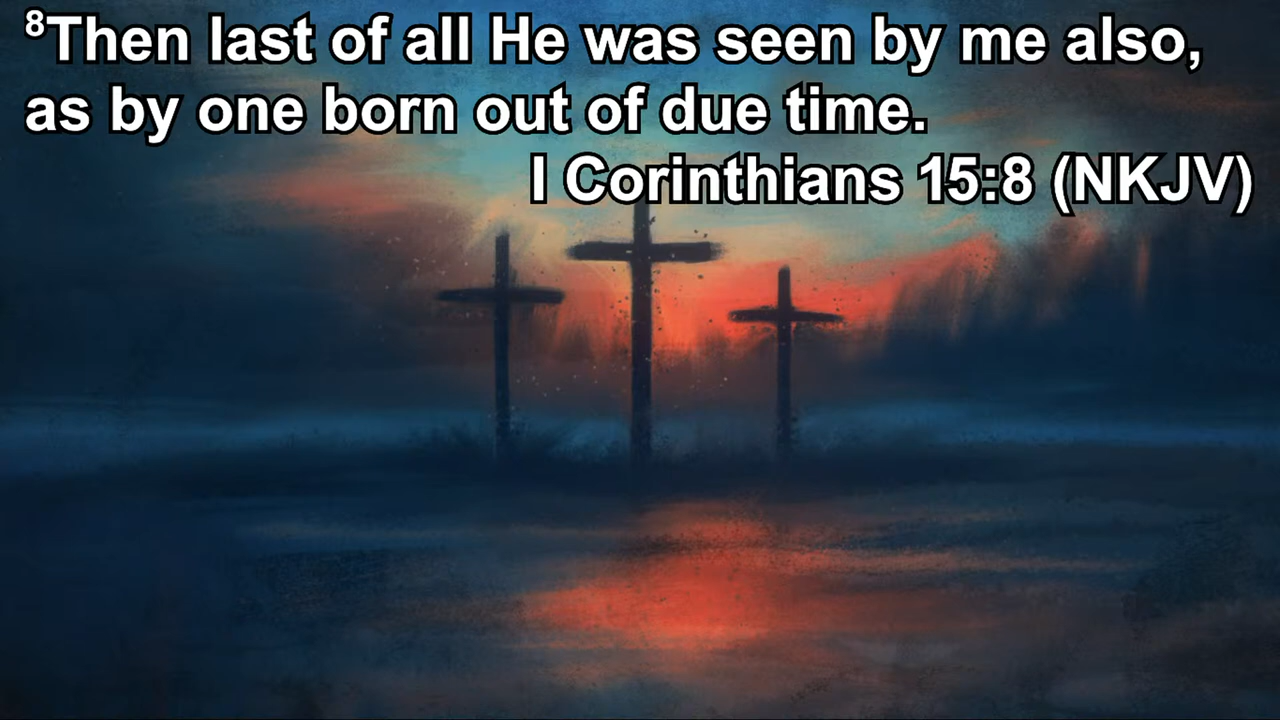 ⁸Then last of all He was seen by me also,
as by one born out of due time.
I Corinthians 15:8 (NKJV)